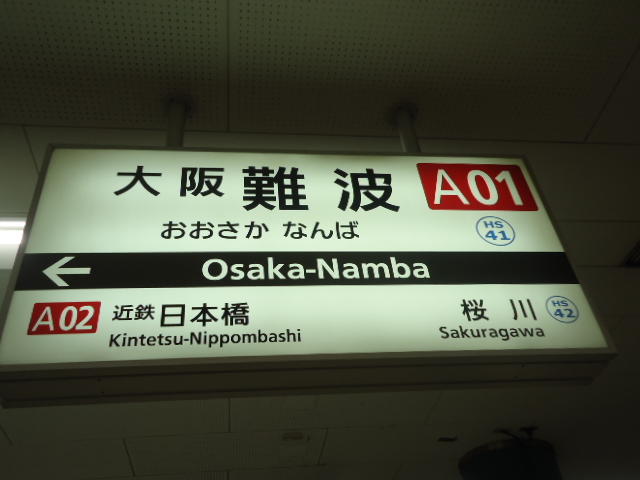 大阪難波 A01
おおさか なんば HS 41
Osaka-Namba
A02 近鉄日本橋 桜川 HS 42
Kintetsu-Nippombashi Sakuragawa